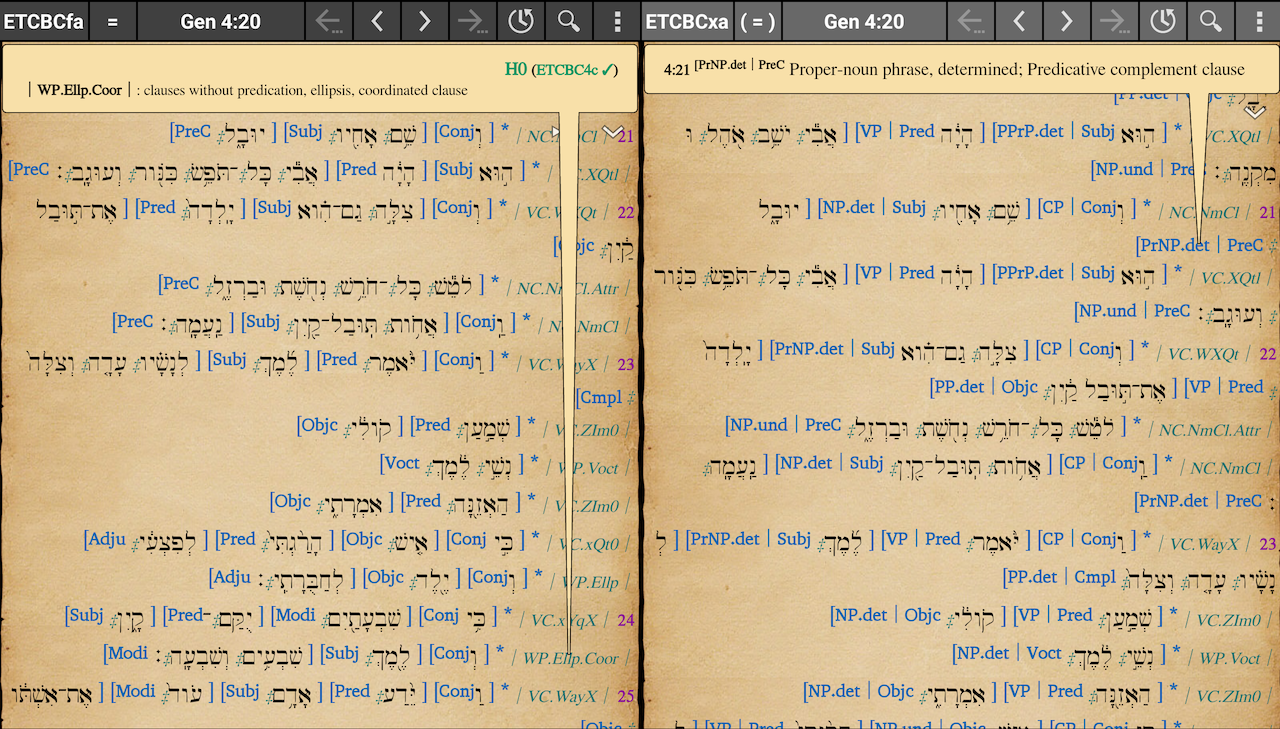 ETCBCfa = Gen 4:20
H0 (ETCBC4c ✓)
| WP.Ellp.Coor | : clauses without predication, ellipsis, coordinated clause
21 / NC.NmCl / * [ וְ Conj] [ שֵׁ֣ם‡ אָחִ֖יו‡ Subj] [ יוּבָ֑ל‡ PreC]
/ VC.XQtl / * [ ה֣וּא‡ Subj] [ הָיָ֔ה‡ Pred] [ אֲבִ֕י‡ כָּל־‡תֹּפֵ֥שׂ‡ כִּנּ֖וֹר‡ וְעוּגָֽב‡׃ PreC]
22 / VC.WXQt / * [ וְ Conj] [ צִלָּ֣ה‡ גַם־‡הִ֗וא‡ Subj] [ יָֽלְדָה֙‡ Pred] [ אֶת־תּ֣וּבַל
קַ֔יִן‡ Objc]
/ NC.NmCl.Attr / * [ לֹטֵ֕שׁ‡ כָּל־‡חֹרֵ֥שׁ‡ נְחֹ֖שֶׁת‡ וּבַרְזֶ֑ל‡ PreC]
/ NC.NmCl / * [ וַֽ Conj] [ אֲח֥וֹת‡ תּֽוּבַל־קַ֖יִן‡ Subj] [ נַֽעֲמָֽה‡׃ PreC]
23 / VC.WayX / * [ וַ Conj] [ יֹּ֨אמֶר‡ Pred] [ לֶ֜מֶךְ‡ Subj] [ לְנָשָׁ֗יו‡ עָדָ֤ה‡ וְצִלָּה֙
‡ Cmpl]
/ VC.ZIm0 / * [ שְׁמַ֣עַן‡ Pred] [ קוֹלִ֔י‡ Objc]
/ WP.Voct / * [ נְשֵׁ֣י‡ לֶ֔מֶךְ‡ Voct]
/ VC.ZIm0 / * [ הַאְזֵ֖נָּה‡ Pred] [ אִמְרָתִ֑י‡ Objc]
/ VC.xQt0 / * [ כִּ֣י‡ Conj] [ אִ֤ישׁ‡ Objc] [ הָרַ֙גְתִּי֙‡ Pred] [ לְפִצְעִ֔י‡ Adju]
/ WP.Ellp / * [ וְ Conj] [ יֶ֖לֶד‡ Objc] [ לְחַבֻּרָתִֽי‡׃ Adju]
24 / VC.xYqX / * [ כִּ֥י‡ Conj] [ שִׁבְעָתַ֖יִם‡ Modi] [ יֻקַּם־‡ Pred] [ קָ֑יִן‡ Subj]
/ WP.Ellp.Coor / * [ וְ Conj] [ לֶ֖מֶךְ‡ Subj] [ שִׁבְעִ֥ים‡ וְשִׁבְעָֽה‡׃ Modi]
25 / VC.WayX / * [ וַ Conj] [ יֵּ֨דַע‡ Pred] [ אָדָ֥ם‡ Subj] [ עוֹד֙‡ Modi] [ אֶת־אִשְׁתּ֔וֹ
‡ Objc]
ETCBCxa ( = ) Gen 4:20
4:21 [PrNP.det | PreC Proper-noun phrase, determined; Predicative complement clause
/ VC.XQtl / * [ ה֣וּא‡ PPrP.det | Subj] [ הָיָ֔ה‡ VP | Pred] [ אֲבִ֕י‡ יֹשֵׁ֥ב‡ אֹ֖הֶל‡ וּ
מִקְנֶֽה‡׃ NP.und | PreC]
21 / NC.NmCl / * [ וְ CP | Conj] [ שֵׁ֣ם‡ אָחִ֖יו‡ NP.det | Subj] [ יוּבָ֑ל
‡ PrNP.det | PreC]
/ VC.XQtl / * [ ה֣וּא‡ PPrP.det | Subj] [ הָיָ֔ה‡ VP | Pred] [ אֲבִ֕י‡ כָּל־‡תֹּפֵ֥שׂ‡ כִּנּ֖וֹר
‡ וְעוּגָֽב‡׃ NP.und | PreC]
22 / VC.WXQt / * [ וְ CP | Conj] [ צִלָּ֣ה‡ גַם־‡הִ֗וא‡ PrNP.det | Subj] [ יָֽלְדָה֙
‡ VP | Pred] [ אֶת־תּ֣וּבַל קַ֔יִן‡ PP.det | Objc]
/ NC.NmCl.Attr / * [ לֹטֵ֕שׁ‡ כָּל־‡חֹרֵ֥שׁ‡ נְחֹ֖שֶׁת‡ וּבַרְזֶ֑ל‡ NP.und | PreC]
/ NC.NmCl / * [ וַֽ CP | Conj] [ אֲח֥וֹת‡ תּֽוּבַל־קַ֖יִן‡ NP.det | Subj] [ נַֽעֲמָֽה‡
׃ PrNP.det | PreC]
23 / VC.WayX / * [ וַ CP | Conj] [ יֹּ֨אמֶר‡ VP | Pred] [ לֶ֜מֶךְ‡ PrNP.det | Subj] [ לְ
נָשָׁ֗יו‡ עָדָ֤ה‡ וְצִלָּה֙‡ PP.det | Cmpl]
/ VC.ZIm0 / * [ שְׁמַ֣עַן‡ VP | Pred] [ קוֹלִ֔י‡ NP.det | Objc]
/ WP.Voct / * [ נְשֵׁ֣י‡ לֶ֔מֶךְ‡ NP.det | Voct]
/ VC.ZIm0 / * [ הַאְזֵ֖נָּה‡ VP | Pred] [ אִמְרָתִ֑י‡ NP.det | Objc]